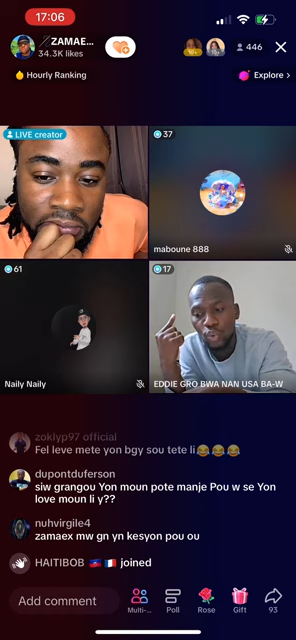 17:06
ZAMAE...
34.3K likes
446
Hourly Ranking
Explore >
LIVE creator
37
maboune 888
61
17
Naily Naily
EDDIE GRO BWA NAN USA BA-W
zoklyp97 official
Fel leve mete yon bgy sou tete li😂😂😂
dupontduferson
siw grangou Yon moun pote manje Pou w se Yon
love moun li y??
nuhvirgile4
zamaex mw gn yn kesyon pou ou
HAITIBOB 🇭🇹 🇫🇷 joined
Add comment
Multi-...
Poll
Rose
Gift
93